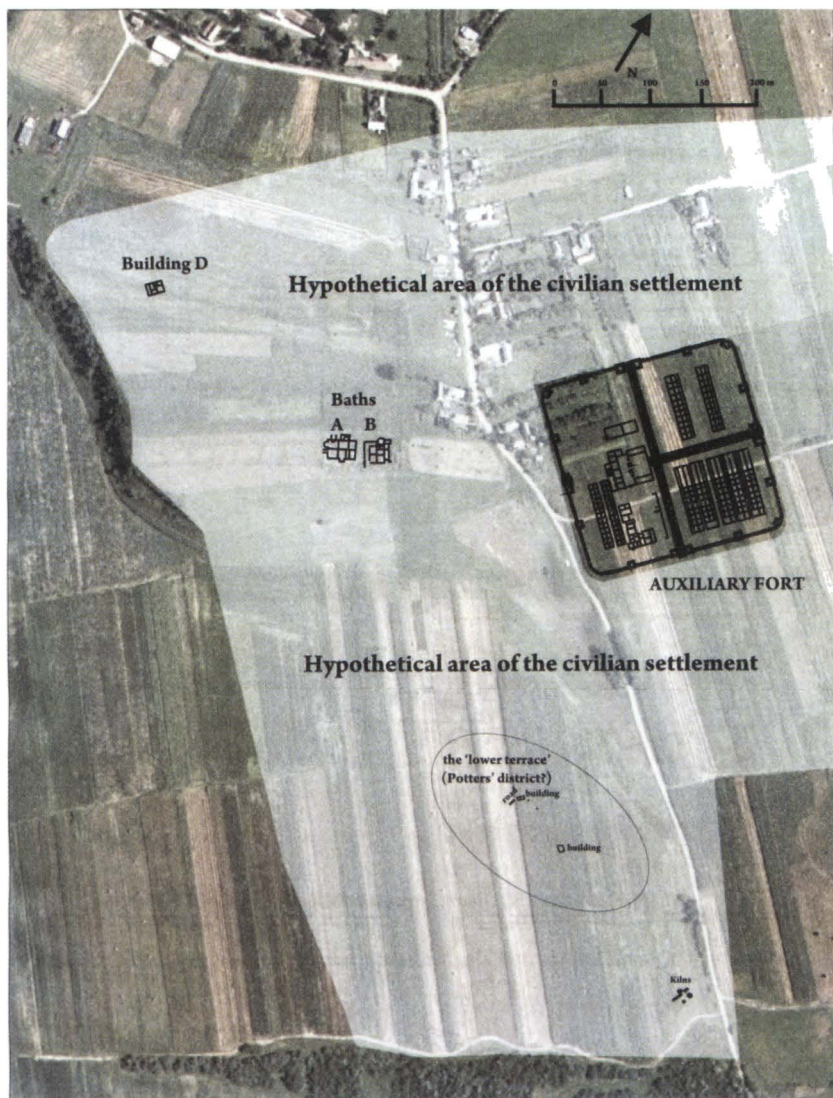 N
0 50 100 150 200 m
Building D
Hypothetical area of the civilian settlement
Baths
A B
AUXILIARY FORT
Hypothetical area of the civilian settlement
the 'lower terrace'
(Potters' district?)
road
building
building
Kilns